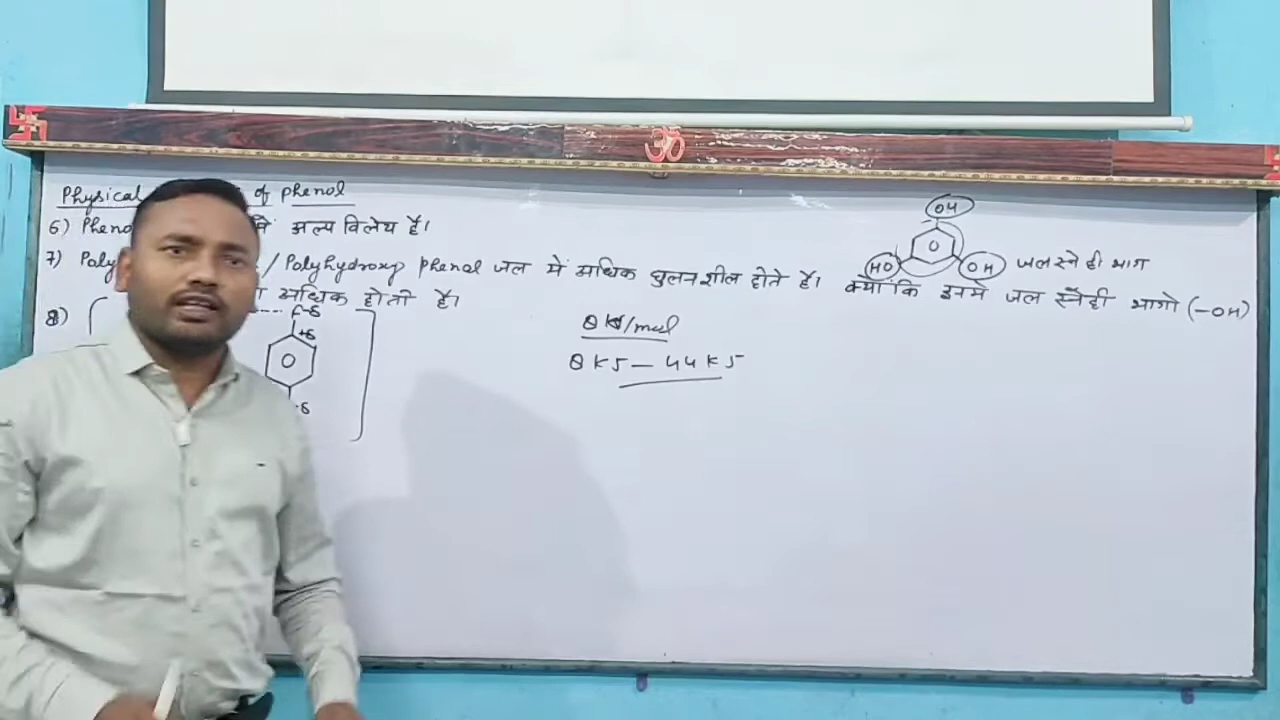 Physical of phenol
6) Pheno अल्प विलेय हैं।
7) Poly /Polyhydroxy phenol जल में अधिक घुलनशील होते हैं। क्योंकि इनमे जल स्नेही भागो (-OH)
अधिक होती है।
OH
HO
OH जल स्नेही भाग
8)
F-δ
+δ
-δ
8 KJ/mol
8 KJ — 44 KJ
ॐ